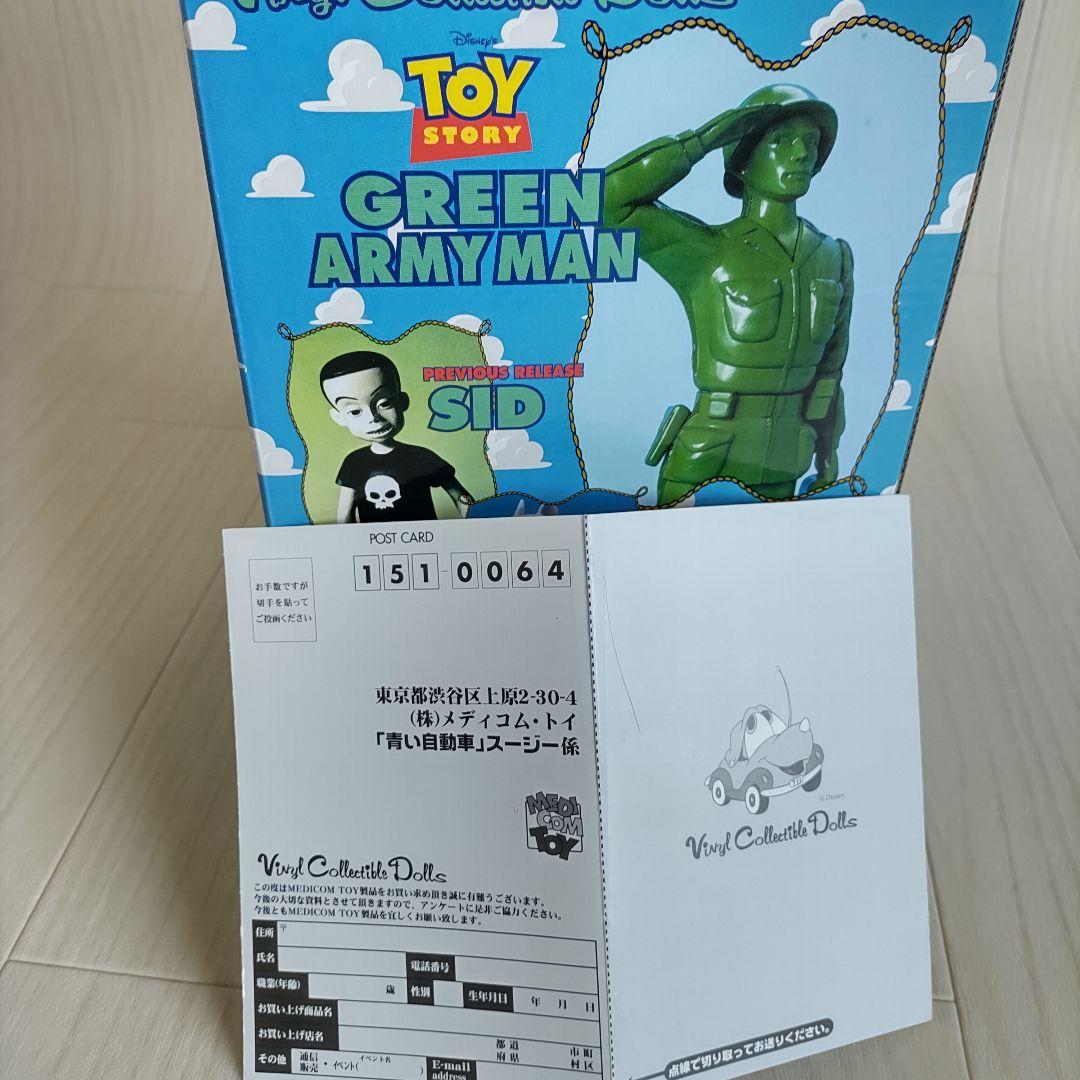 Vinyl Collectible Dolls
DISNEY'S
TOY
STORY
GREEN
ARMY MAN
PREVIOUS RELEASE
SID
POST CARD
151-0064
お手数ですが
切手を貼って
ご投函ください
東京都渋谷区上原2-30-4
(株)メディコム・トイ
「青い自動車」スージー係
MEDI
COM
TOY
Vinyl Collectible Dolls
この度はMEDICOM TOY製品をお買い求め頂き誠に有難うございます。
今後の大切な資料とさせて頂きますので、アンケートに是非ご協力ください。
今後ともMEDICOM TOY製品を宜しくお願い致します。
住所 〒
氏名 電話番号
職業(年齢) 歳 性別 生年月日 年 月 日
お買い上げ商品名
お買い上げ店名 都道府県 市町村区
その他 通信販売・イベント( イベント名 ) E-mail address
© Disney
Vinyl Collectible Dolls
点線で切り取ってお送りください。